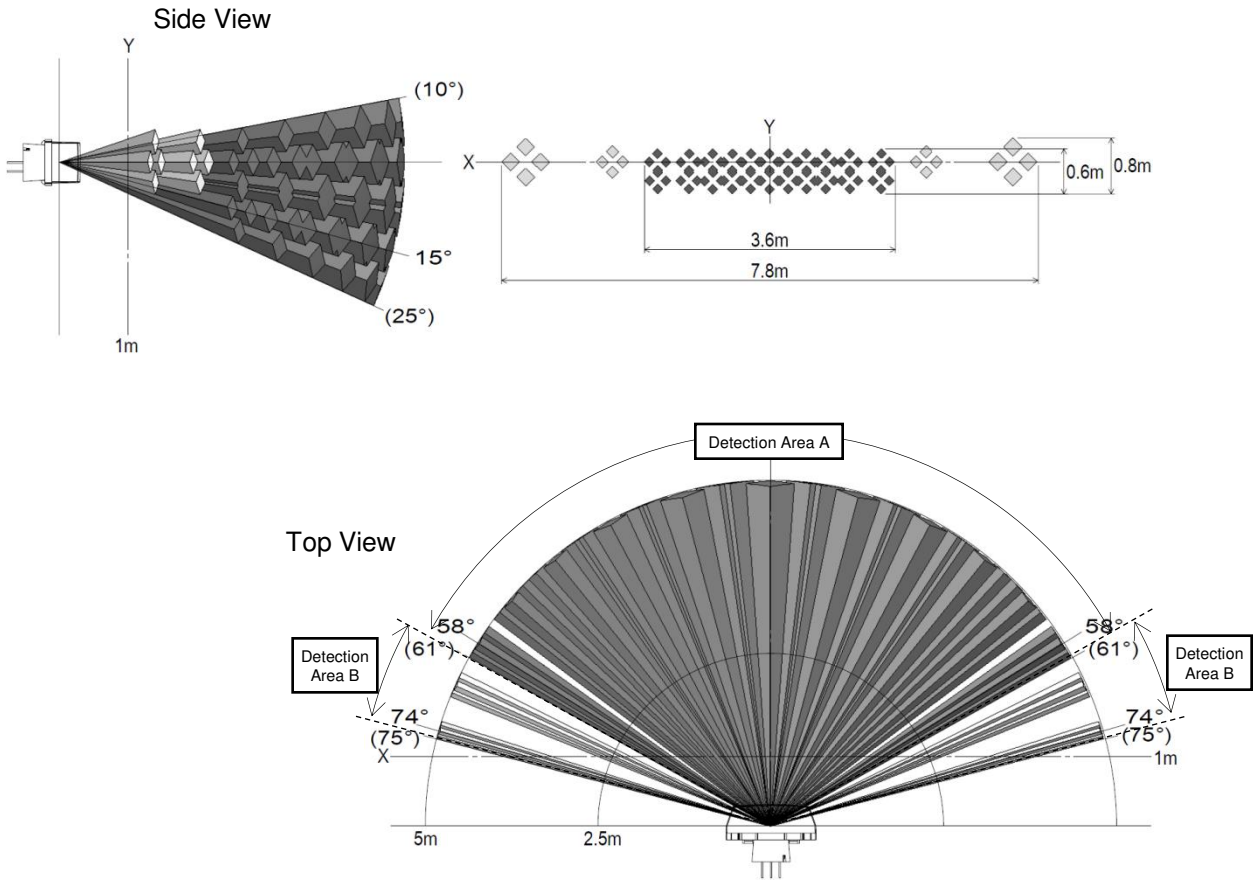 Side View
Y
(10°)
15°
(25°)
1m
Y
X
0.6m
0.8m
3.6m
7.8m
Detection Area A
Top View
58°
(61°)
58°
(61°)
Detection
Area B
Detection
Area B
74°
(75°)
74°
(75°)
X
1m
5m
2.5m